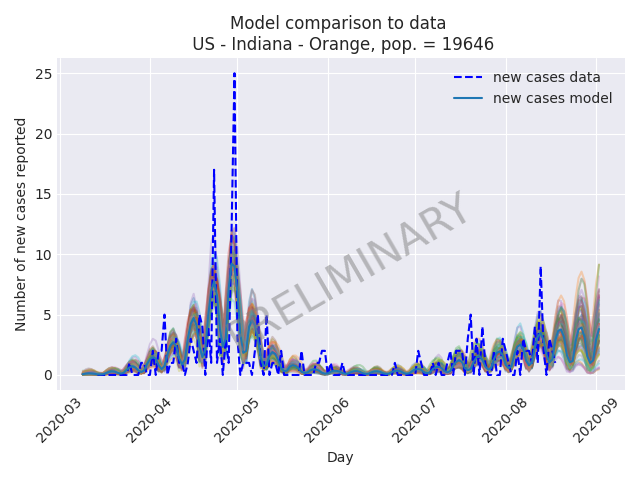 Model comparison to data
US - Indiana - Orange, pop. = 19646
new cases data
new cases model
Number of new cases reported
25
20
15
10
5
0
PRELIMINARY
2020-03
2020-04
2020-05
2020-06
2020-07
2020-08
2020-09
Day